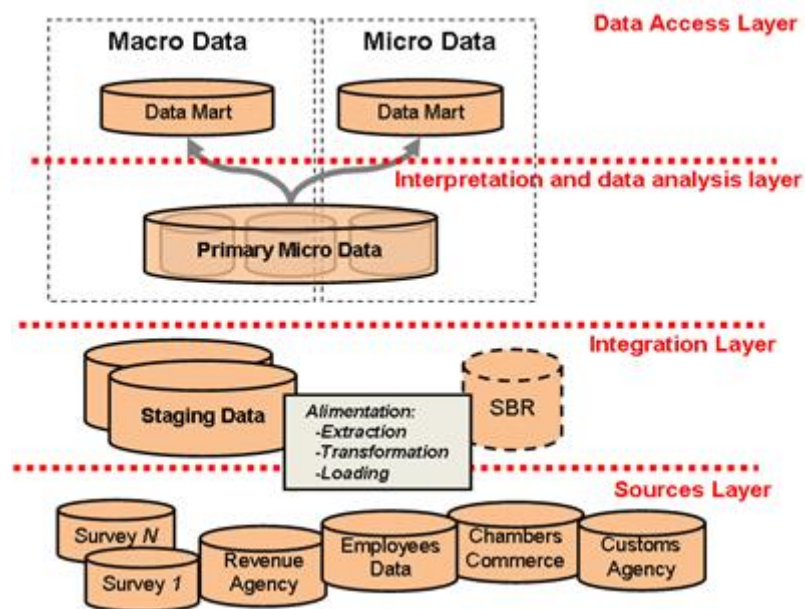 Macro Data
Micro Data
Data Access Layer
Data Mart
Data Mart
Interpretation and data analysis layer
Primary Micro Data
Integration Layer
Staging Data
SBR
Alimentation:
-Extraction
-Transformation
-Loading
Sources Layer
Survey N
Survey 1
Revenue
Agency
Employees
Data
Chambers
Commerce
Customs
Agency